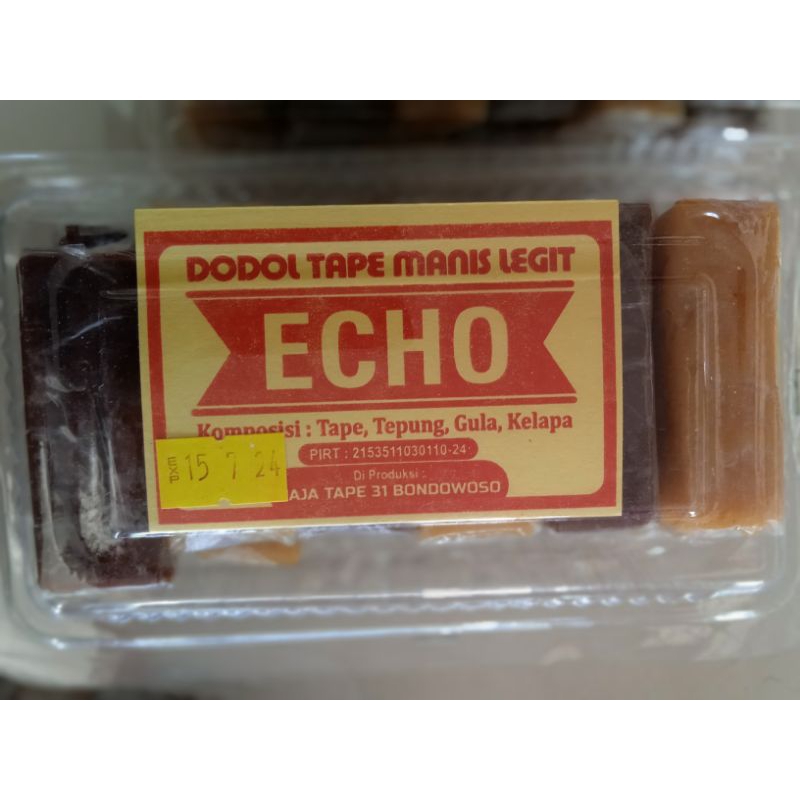 DODOL TAPE MANIS LEGIT
ECHO
Komposisi : Tape, Tepung, Gula, Kelapa
PIRT : 2153511030110-24
Di Produksi :
AJA TAPE 31 BONDOWOSO
EXP 15 7 24